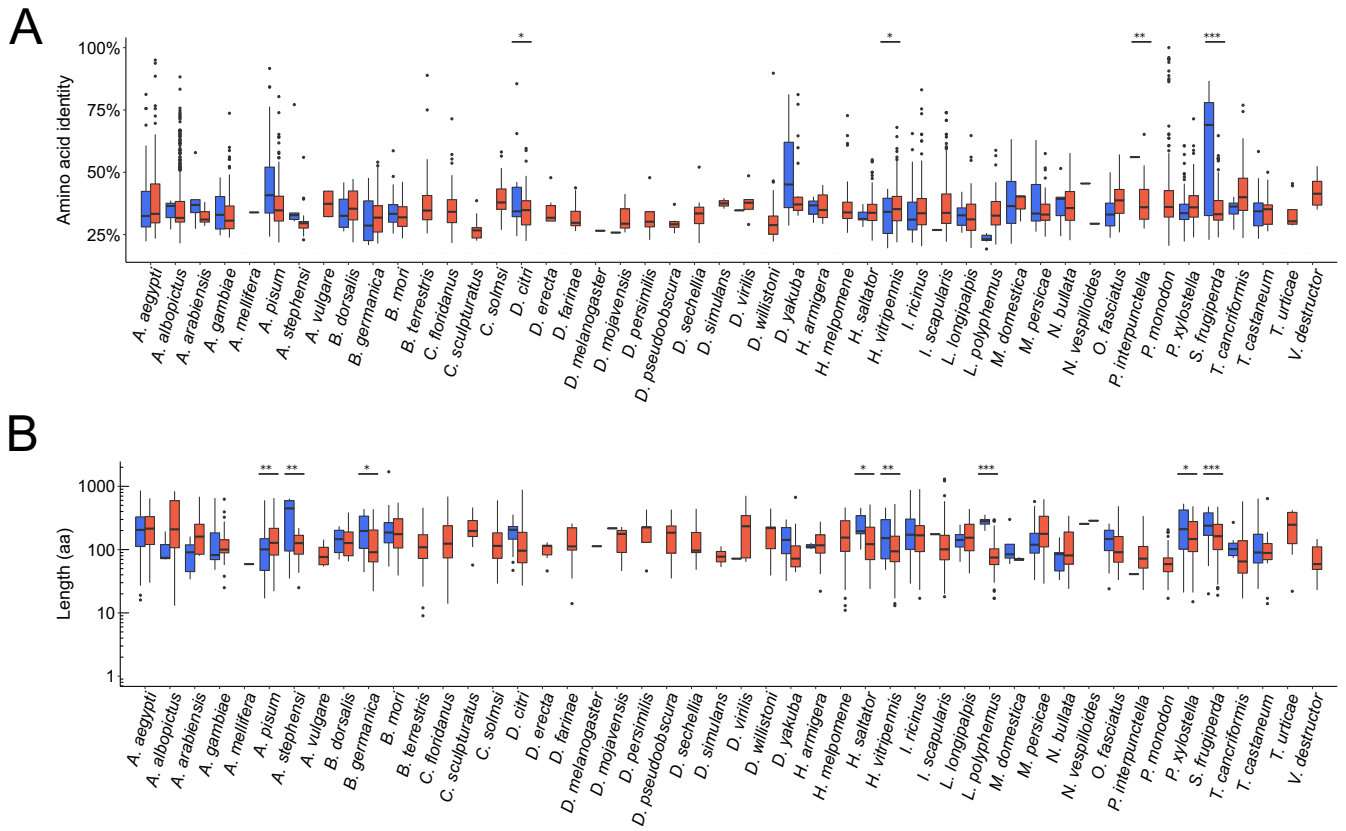 A
Amino acid identity
100%
75%
50%
25%
* * ** ***
A. aegypti
A. albopictus
A. arabiensis
A. gambiae
A. mellifera
A. pisum
A. stephensi
A. vulgare
B. dorsalis
B. germanica
B. mori
B. terrestris
C. floridanus
C. sculpturatus
C. solmsi
D. citri
D. erecta
D. farinae
D. melanogaster
D. mojavensis
D. persimilis
D. pseudoobscura
D. sechellia
D. simulans
D. virilis
D. willistoni
D. yakuba
H. armigera
H. melpomene
H. saltator
H. vitripennis
I. ricinus
I. scapularis
L. longipalpis
L. polyphemus
M. domestica
M. persicae
N. bullata
N. vespilloides
O. fasciatus
P. interpunctella
P. monodon
P. xylostella
S. frugiperda
T. cancriformis
T. castaneum
T. urticae
V. destructor
B
Length (aa)
1000
100
10
1
** ** * * ** *** * ***
A. aegypti
A. albopictus
A. arabiensis
A. gambiae
A. mellifera
A. pisum
A. stephensi
A. vulgare
B. dorsalis
B. germanica
B. mori
B. terrestris
C. floridanus
C. sculpturatus
C. solmsi
D. citri
D. erecta
D. farinae
D. melanogaster
D. mojavensis
D. persimilis
D. pseudoobscura
D. sechellia
D. simulans
D. virilis
D. willistoni
D. yakuba
H. armigera
H. melpomene
H. saltator
H. vitripennis
I. ricinus
I. scapularis
L. longipalpis
L. polyphemus
M. domestica
M. persicae
N. bullata
N. vespilloides
O. fasciatus
P. interpunctella
P. monodon
P. xylostella
S. frugiperda
T. cancriformis
T. castaneum
T. urticae
V. destructor